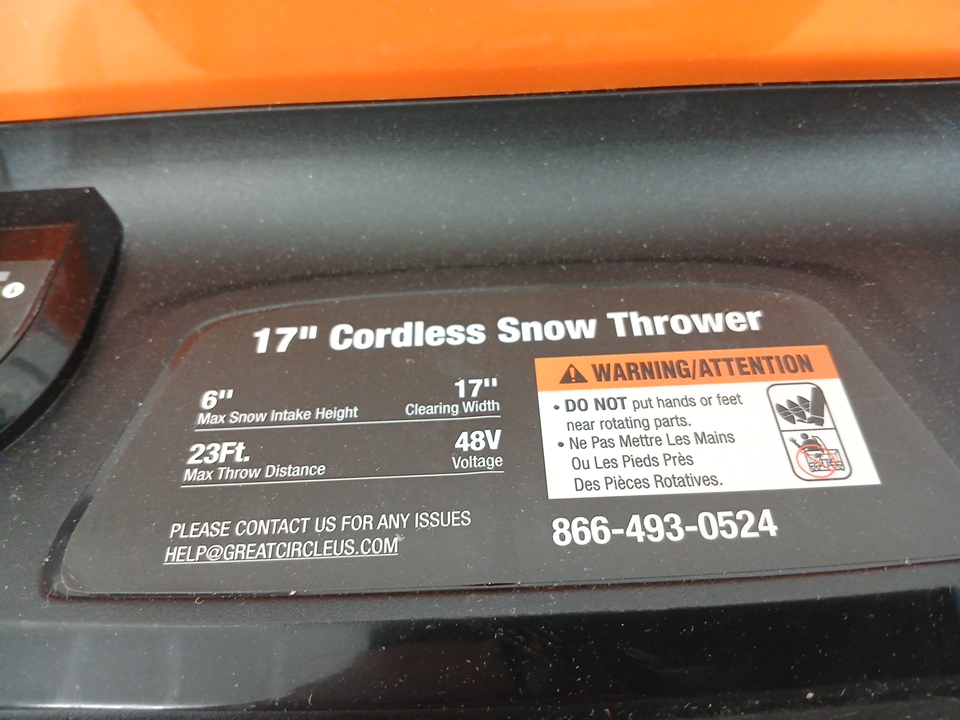 17" Cordless Snow Thrower
6"
Max Snow Intake Height
17"
Clearing Width
23Ft.
Max Throw Distance
48V
Voltage
PLEASE CONTACT US FOR ANY ISSUES
HELP@GREATCIRCLEUS.COM
WARNING/ATTENTION
• DO NOT put hands or feet
near rotating parts.
• Ne Pas Mettre Les Mains
Ou Les Pieds Près
Des Pièces Rotatives.
866-493-0524